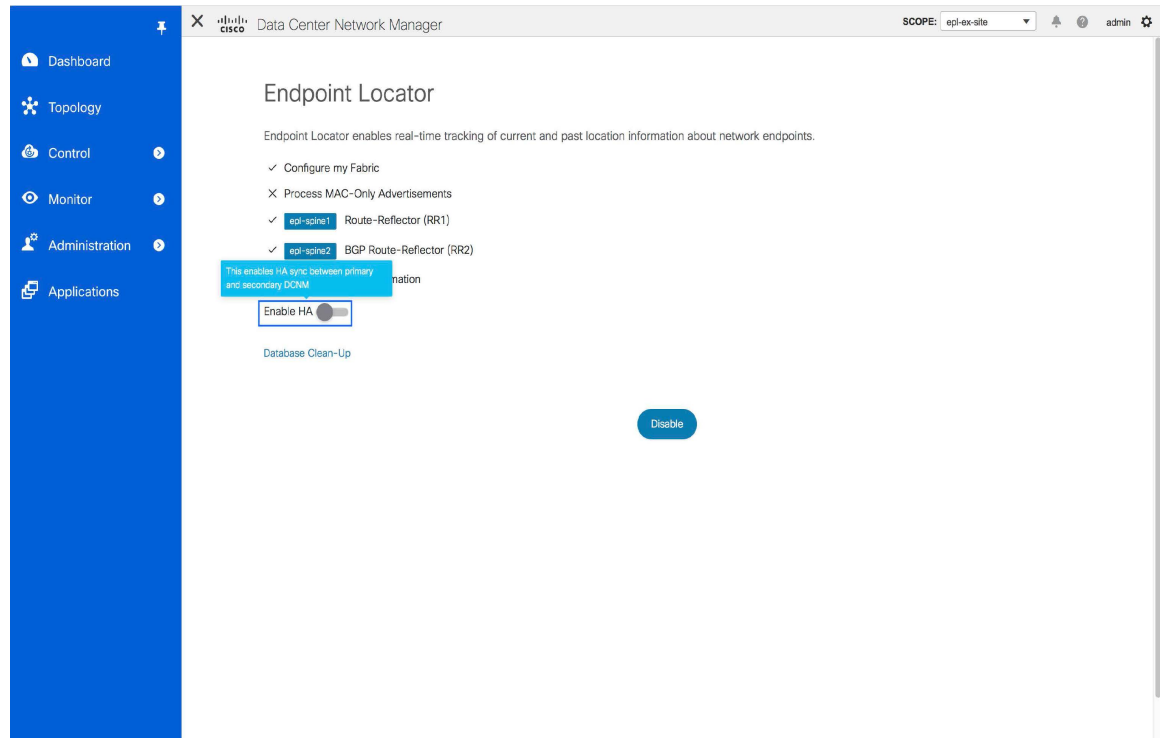 CISCO Data Center Network Manager
SCOPE: epl-ex-site
admin
Dashboard
Topology
Control
Monitor
Administration
Applications
Endpoint Locator
Endpoint Locator enables real-time tracking of current and past location information about network endpoints.
Configure my Fabric
Process MAC-Only Advertisements
epl-spine1 Route-Reflector (RR1)
epl-spine2 BGP Route-Reflector (RR2)
This enables HA sync between primary
and secondary DCNM
mation
Enable HA
Database Clean-Up
Disable